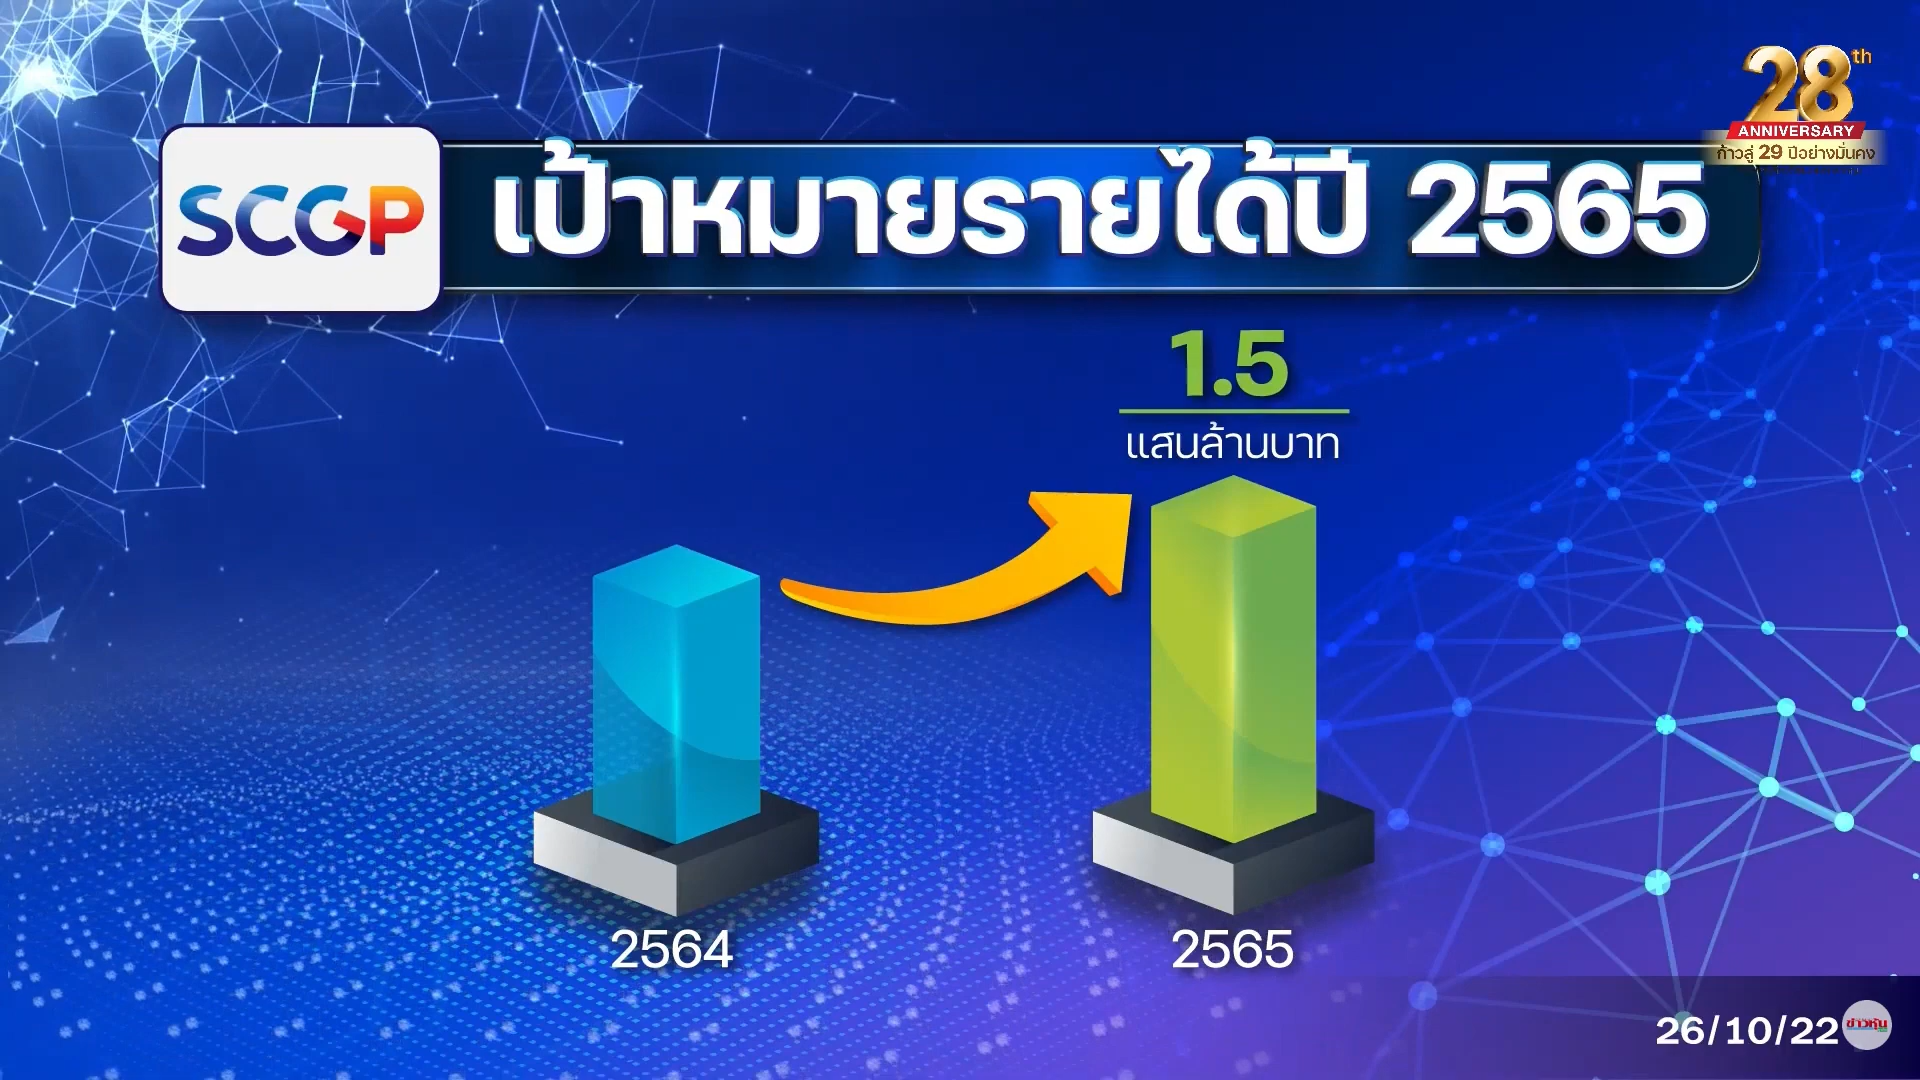 28th
ANNIVERSARY
ก้าวสู่ 29 ปีอย่างมั่นคง
SCGP
เป้าหมายรายได้ปี 2565
1.5
แสนล้านบาท
2564
2565
26/10/22
ข่าวหุ้น